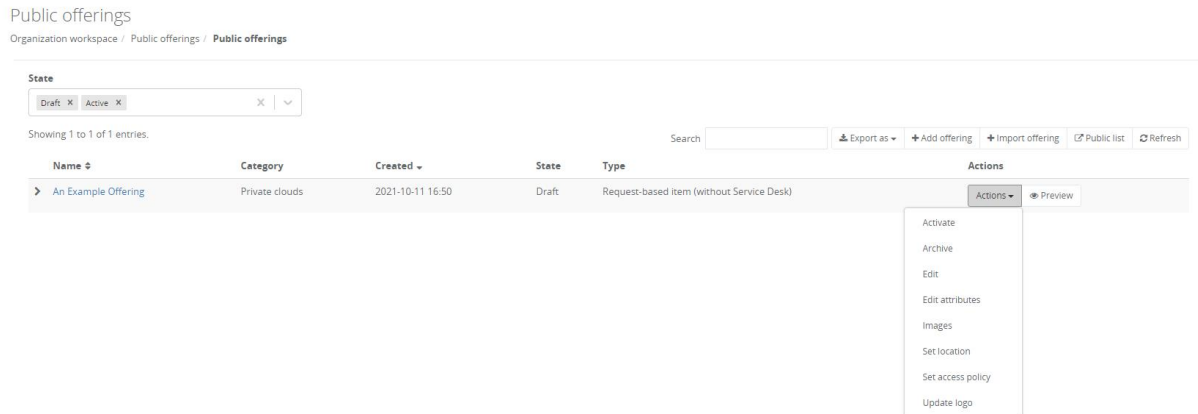 Public offerings
Organization workspace / Public offerings / Public offerings
State
Draft x Active x
Showing 1 to 1 of 1 entries.
Search Export as Add offering Import offering Public list Refresh
Name Category Created State Type Actions
An Example Offering Private clouds 2021-10-11 16:50 Draft Request-based item (without Service Desk) Actions Preview
Activate
Archive
Edit
Edit attributes
Images
Set location
Set access policy
Update logo